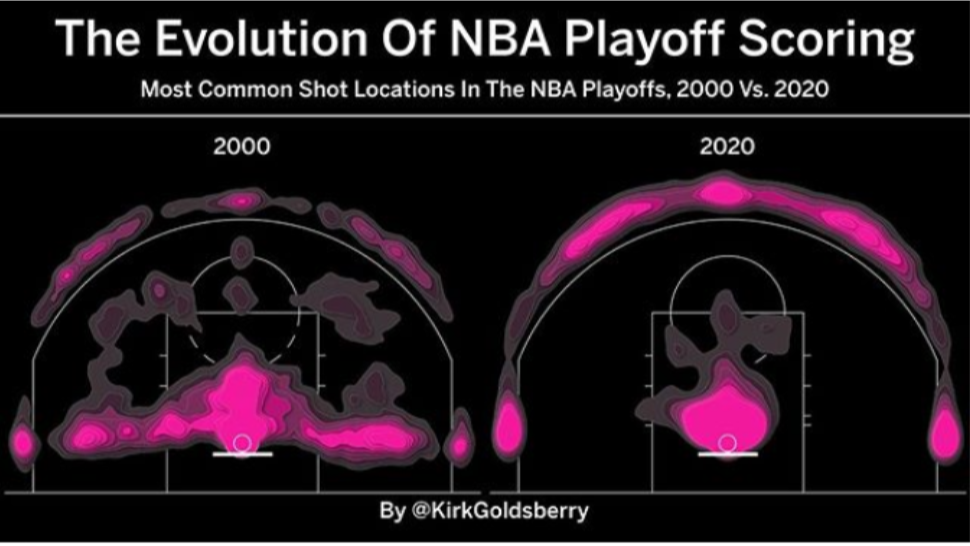 The Evolution Of NBA Playoff Scoring
Most Common Shot Locations In The NBA Playoffs, 2000 Vs. 2020
2000
2020
By @KirkGoldsberry